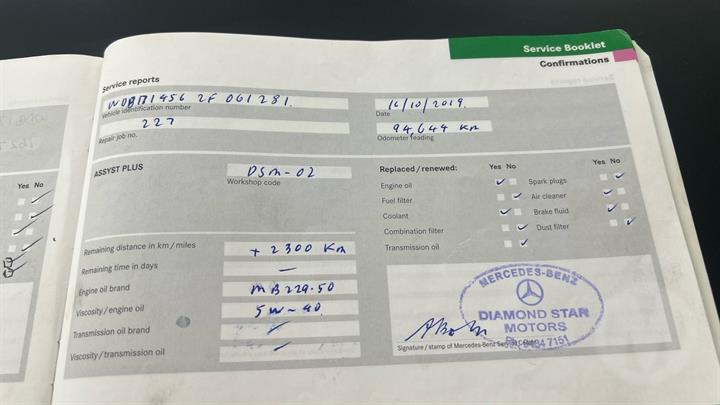 Service Booklet
Confirmations
Service reports
WDB1714562F061281.
Vehicle identification number
16/10/2019.
Date
227
Repair job no.
94,644 Km
Odometer reading
ASSYST PLUS
DSM-02
Workshop code
Replaced / renewed:
Yes No
Yes No
Engine oil
Spark plugs
Fuel filter
Air cleaner
Coolant
Brake fluid
Combination filter
Dust filter
Transmission oil
Remaining distance in km / miles
+ 2300 Km
Remaining time in days
—
Engine oil brand
MB229.50
Viscosity / engine oil
5W-40
Transmission oil brand
Viscosity / transmission oil
MERCEDES-BENZ
DIAMOND STAR
MOTORS
Signature / stamp of Mercedes-Benz Service
Yes No